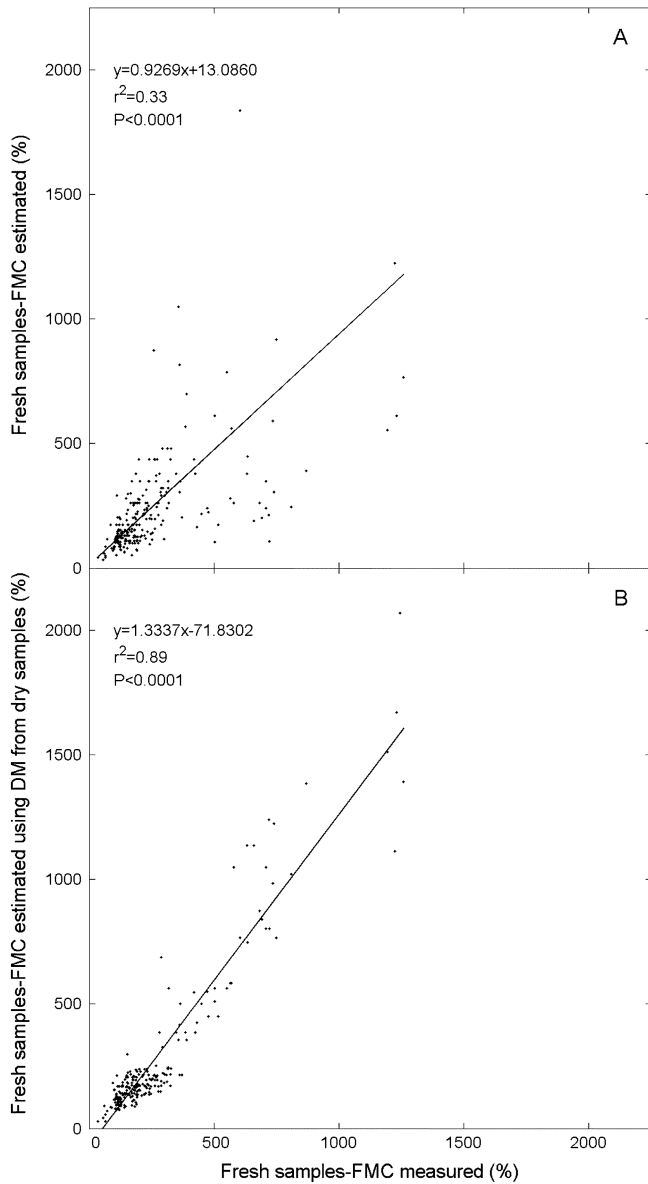 A
y=0.9269x+13.0860
r²=0.33
P<0.0001
2000
1500
1000
500
0
Fresh samples-FMC estimated (%)
B
y=1.3337x-71.8302
r²=0.89
P<0.0001
2000
1500
1000
500
0
Fresh samples-FMC estimated using DM from dry samples (%)
0 500 1000 1500 2000
Fresh samples-FMC measured (%)